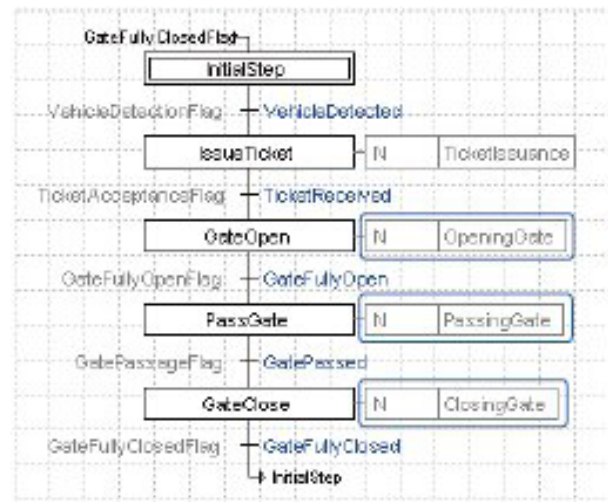 GateFullyClosedFlag
InitialStep
VehicleDetectionFlag VehicleDetected
IssueTicket N TicketIssuance
TicketAcceptanceFlag TicketReceived
GateOpen N OpeningGate
GateFullyOpenFlag GateFullyOpen
PassGate N PassingGate
GatePassageFlag GatePassed
GateClose N ClosingGate
GateFullyClosedFlag GateFullyClosed
InitialStep